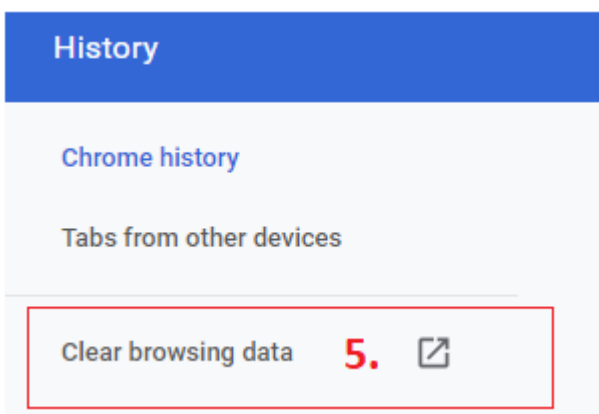 History
Chrome history
Tabs from other devices
Clear browsing data 5.